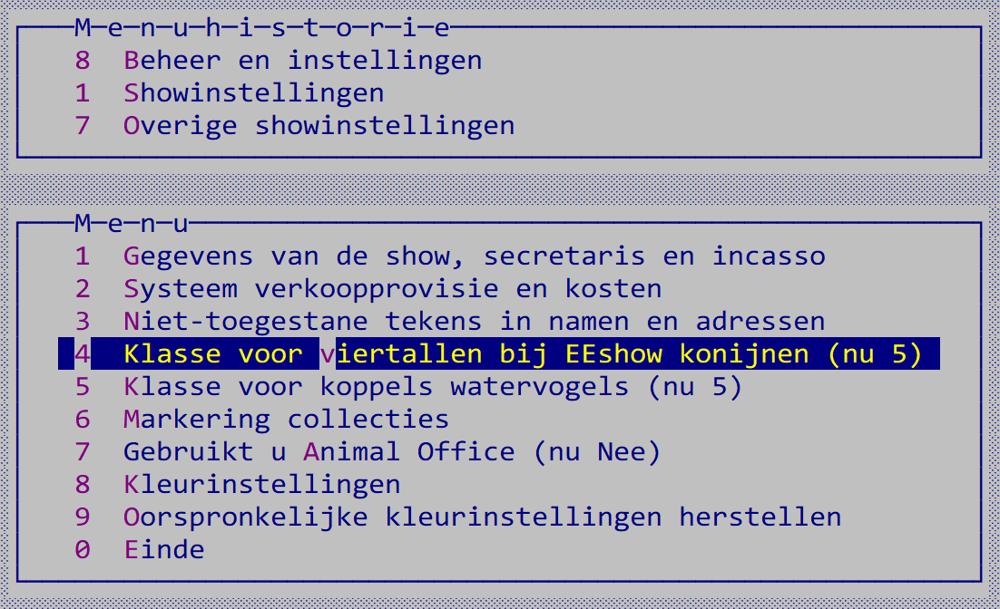 M-e-n-u-h-i-s-t-o-r-i-e
8 Beheer en instellingen
1 Showinstellingen
7 Overige showinstellingen
M-e-n-u
1 Gegevens van de show, secretaris en incasso
2 Systeem verkoopprovisie en kosten
3 Niet-toegestane tekens in namen en adressen
4 Klasse voor viertallen bij EEshow konijnen (nu 5)
5 Klasse voor koppels watervogels (nu 5)
6 Markering collecties
7 Gebruikt u Animal Office (nu Nee)
8 Kleurinstellingen
9 Oorspronkelijke kleurinstellingen herstellen
0 Einde